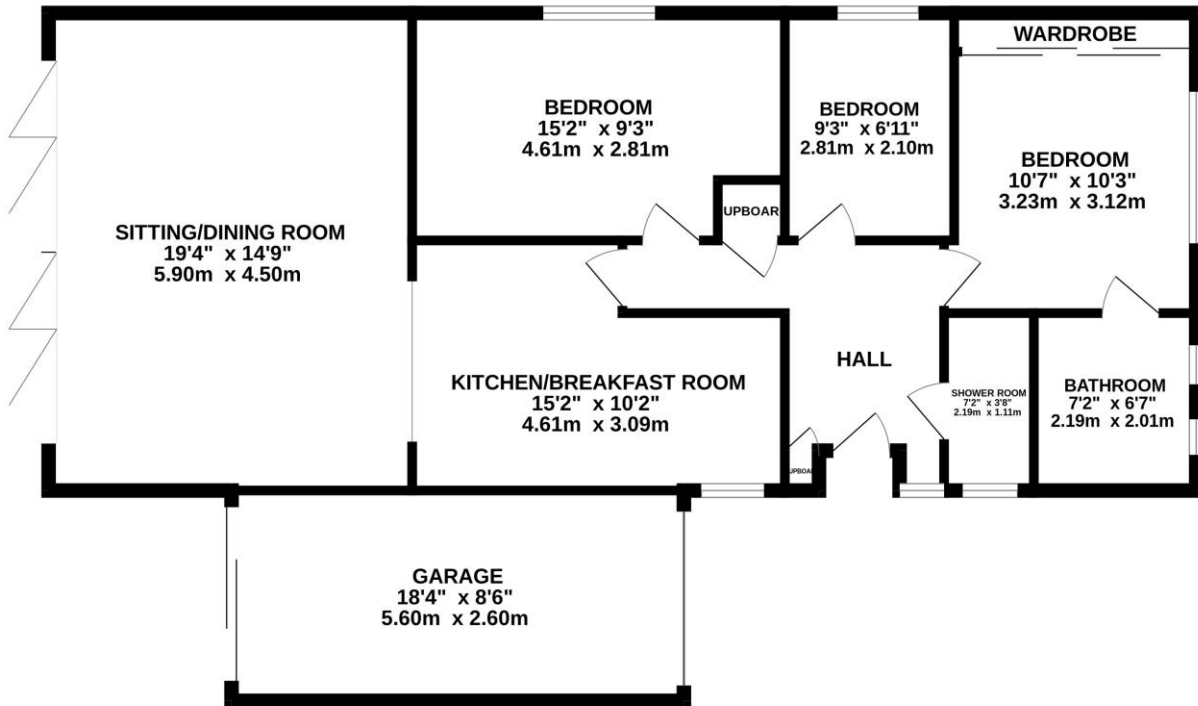 WARDROBE
BEDROOM
15'2" x 9'3"
4.61m x 2.81m
BEDROOM
9'3" x 6'11"
2.81m x 2.10m
BEDROOM
10'7" x 10'3"
3.23m x 3.12m
UPBOAR
SITTING/DINING ROOM
19'4" x 14'9"
5.90m x 4.50m
HALL
KITCHEN/BREAKFAST ROOM
15'2" x 10'2"
4.61m x 3.09m
SHOWER ROOM
7'2" x 3'8"
2.19m x 1.11m
BATHROOM
7'2" x 6'7"
2.19m x 2.01m
UPBOAR
GARAGE
18'4" x 8'6"
5.60m x 2.60m